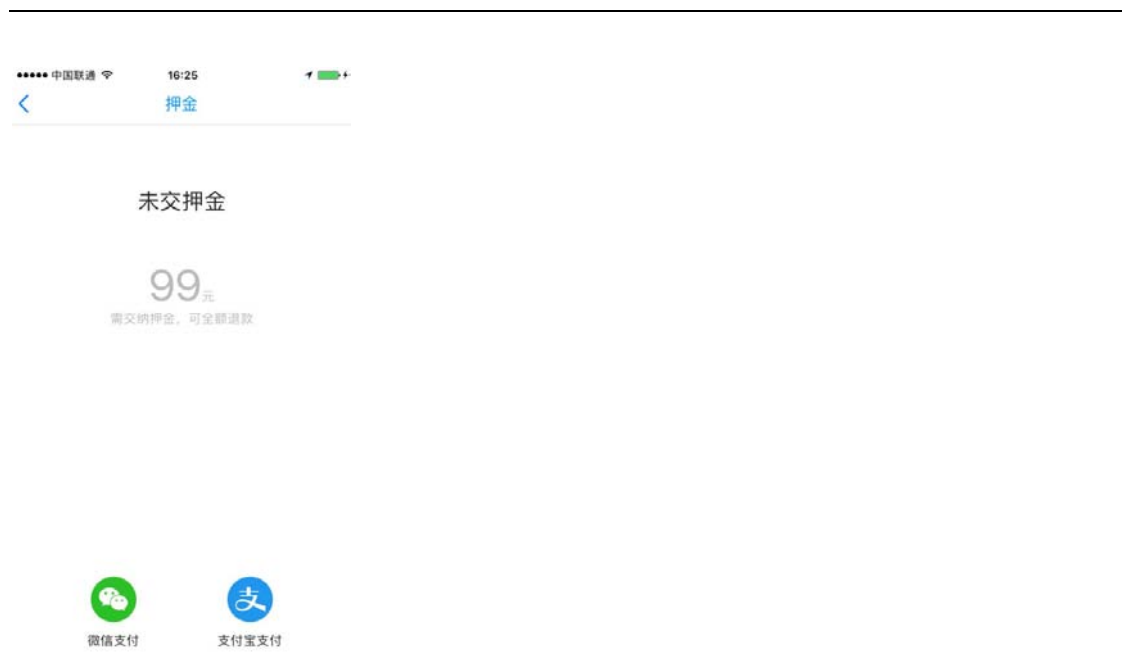 中国联通 16:25
押金
未交押金
99元
需交纳押金，可全额退款
支
微信支付 支付宝支付